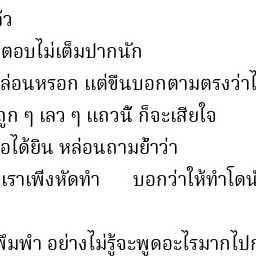 ตอบไม่เต็มปากนัก
หล่อนหรอก แต่ขืนบอกตามตรงว่า
ถูก ๆ เลว ๆ แถวนี้ ก็จะเสียใจ
ได้ยิน หล่อนถามย้ำว่า
เราเพิ่งหัดทำ บอกว่าให้ทำโดน
พึมพำ อย่างไม่รู้จะพูดอะไรมากไป